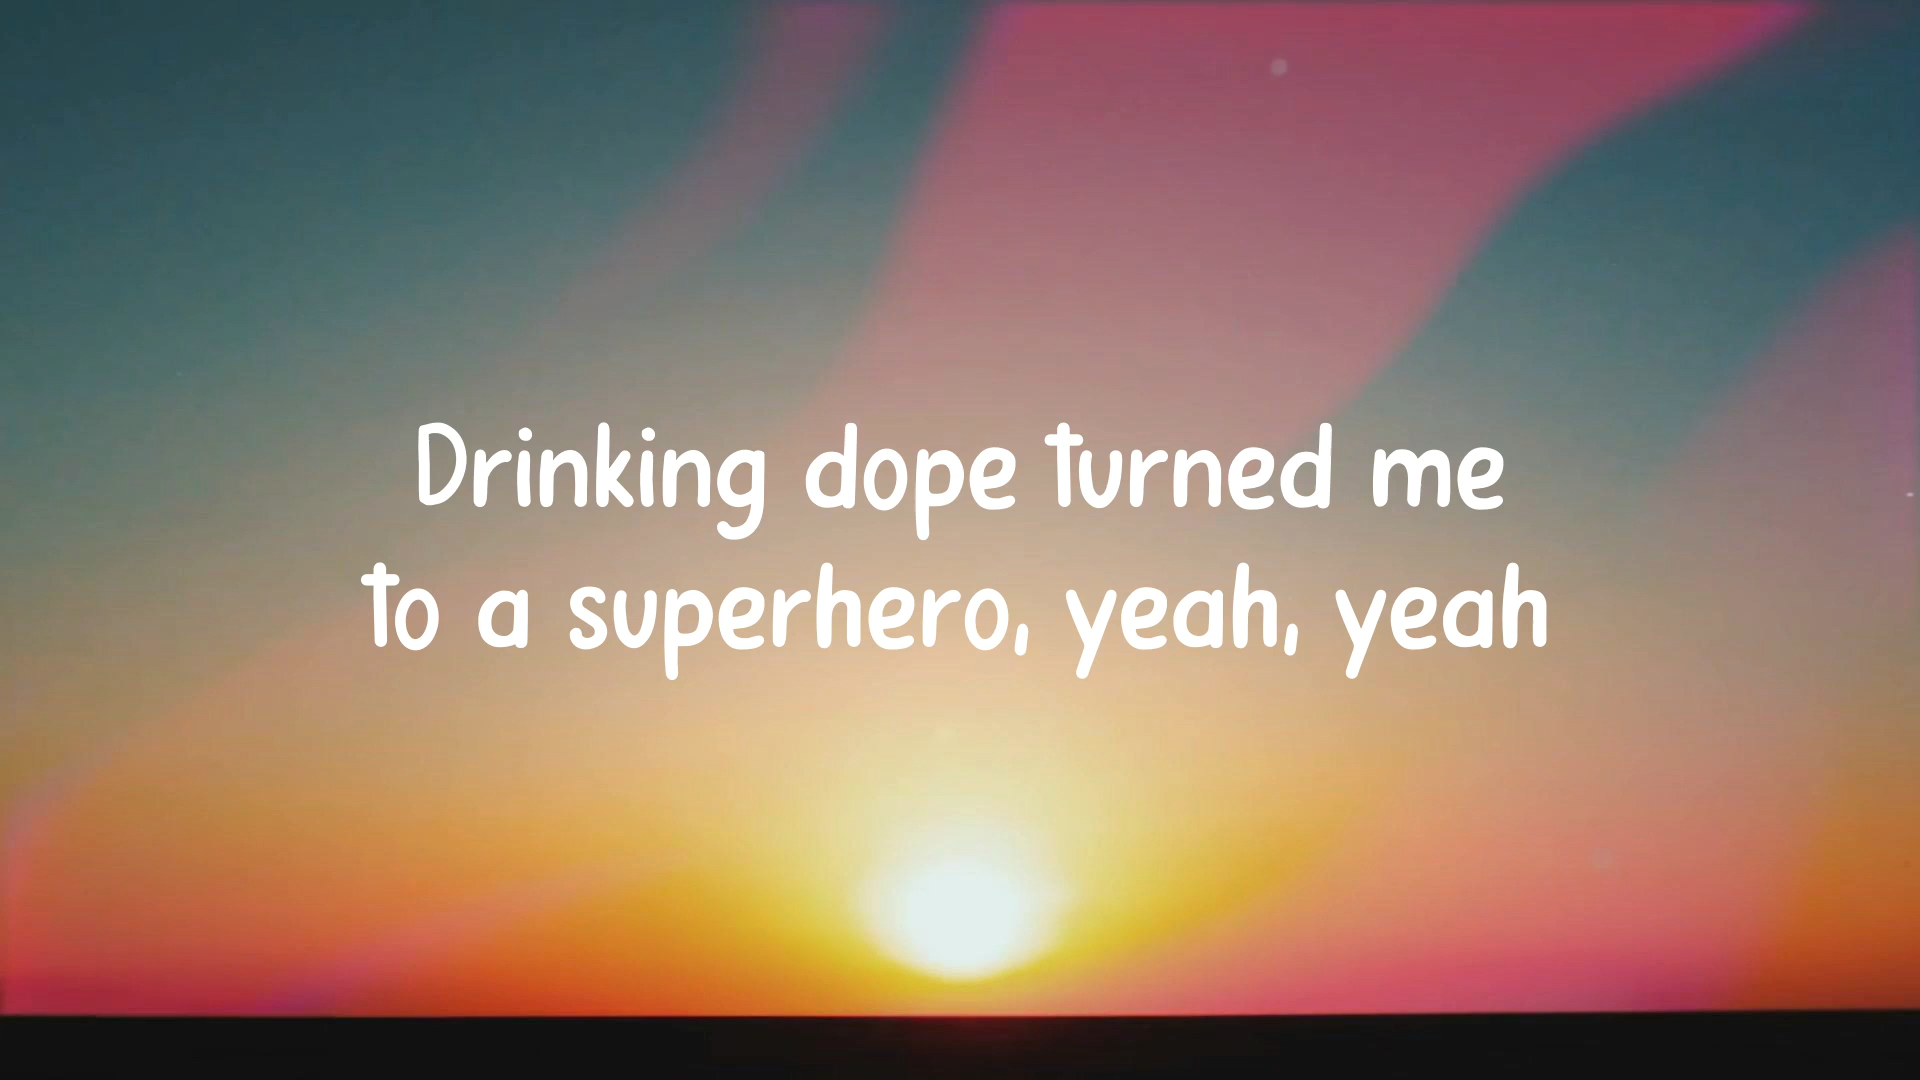 Drinking dope turned me
to a superhero, yeah, yeah